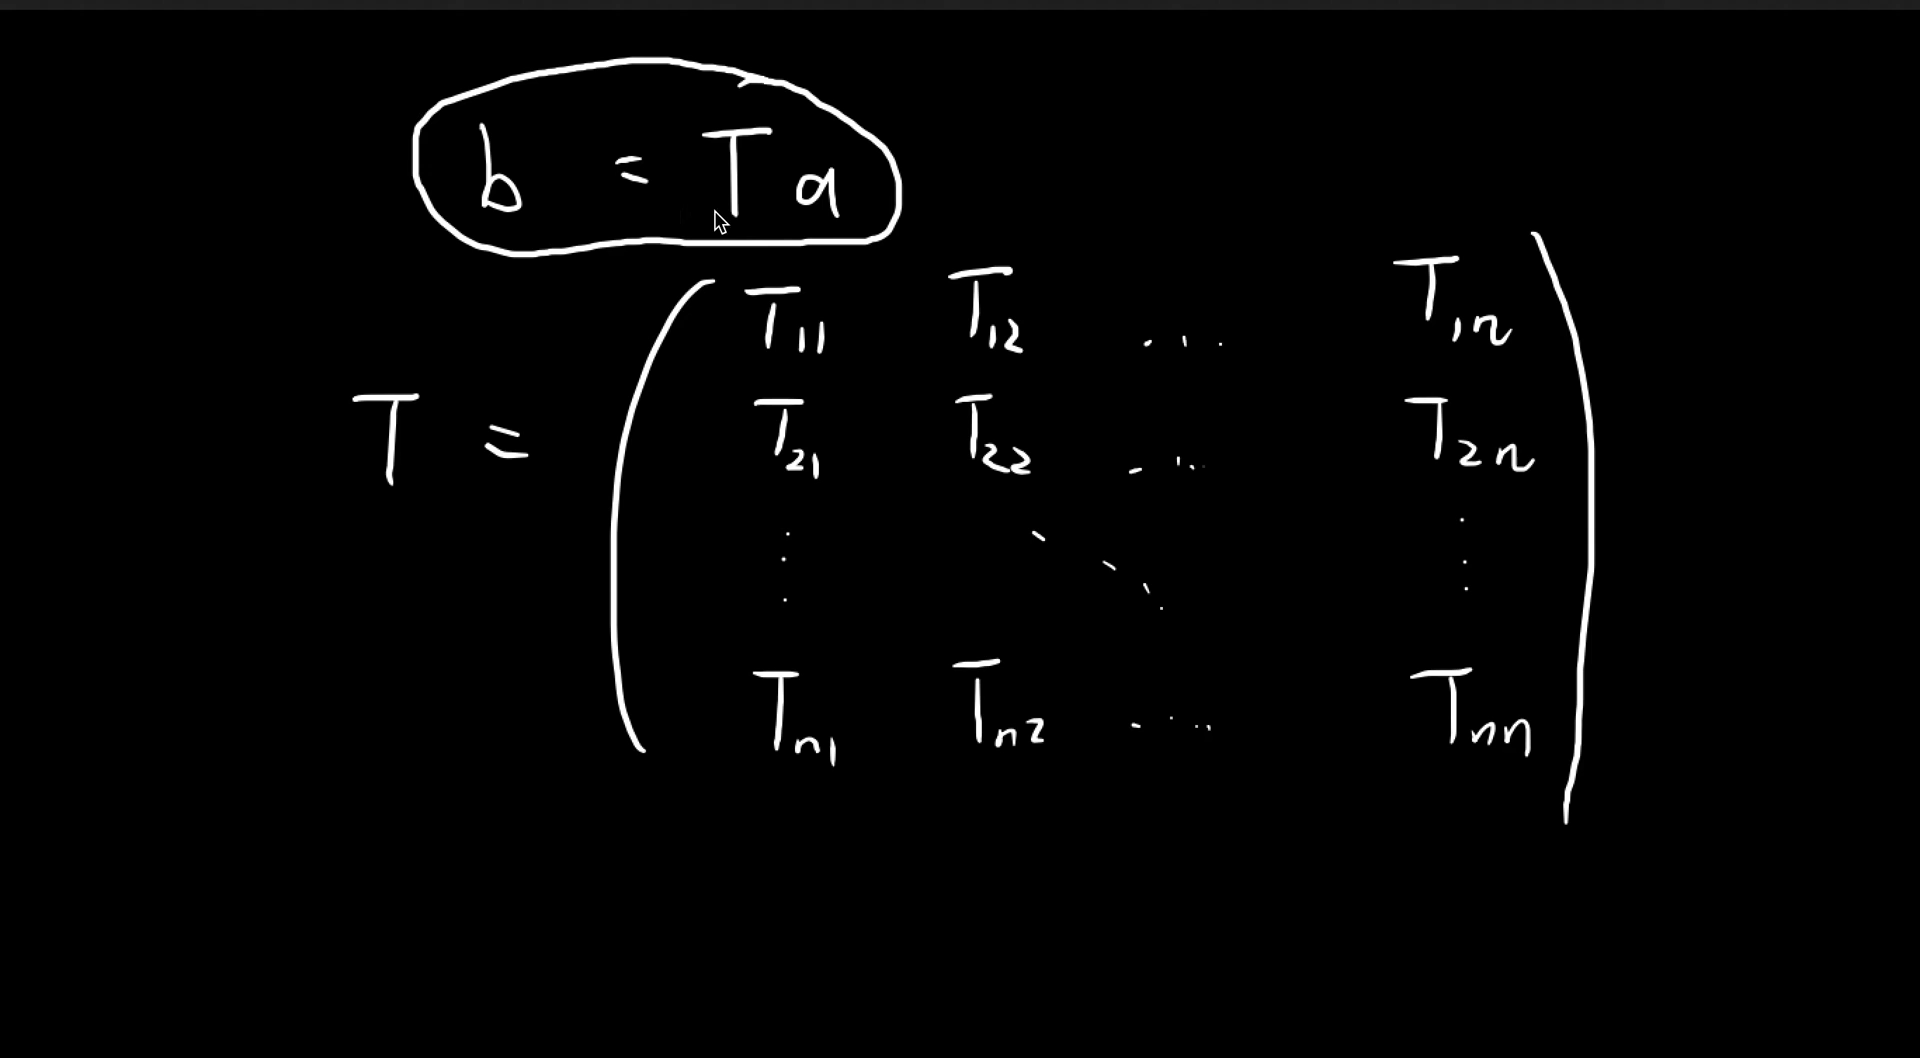 b = Ta
T₁₁ T₁₂ ... T₁n
T = T₂₁ T₂₂ ... T₂n
Tn₁ Tn₂ ... Tnn